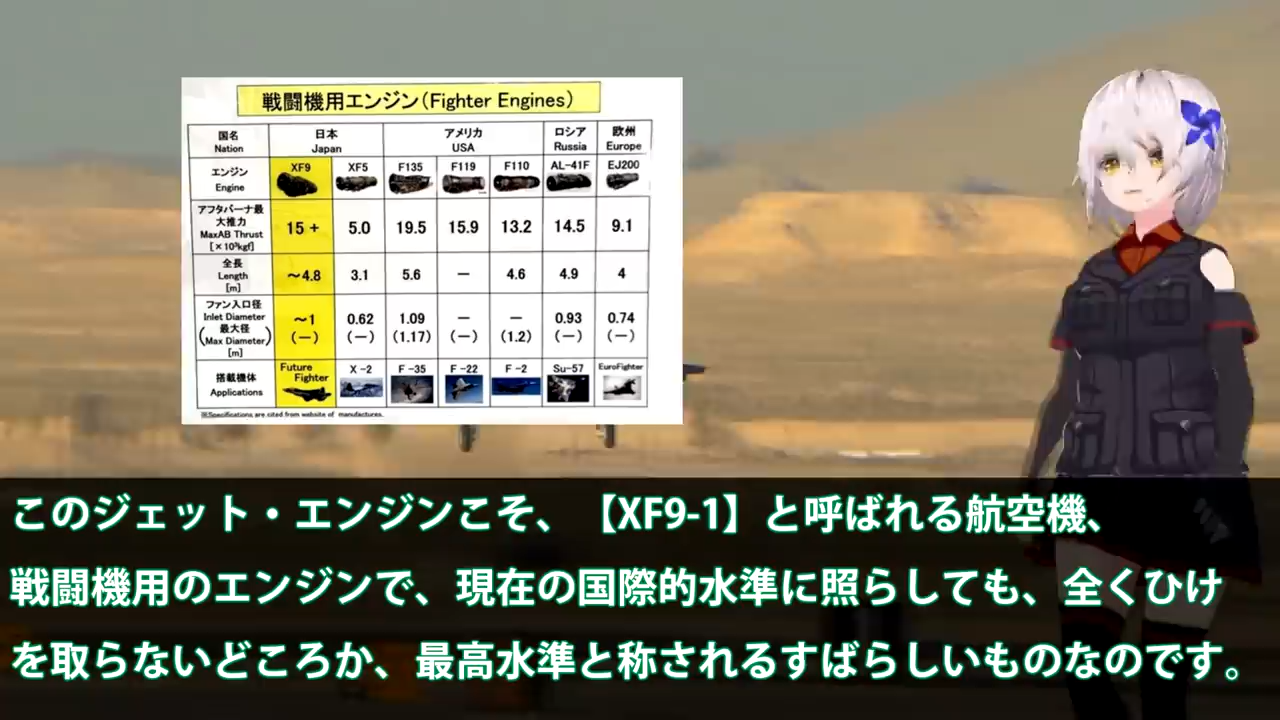 戦闘機用エンジン(Fighter Engines)
国名 Nation 日本 Japan アメリカ USA ロシア Russia 欧州 Europe
エンジン Engine XF9 XF5 F135 F119 F110 AL-41F EJ200
アフタバーナ最大推力 MaxAB Thrust [×10³kgf] 15 + 5.0 19.5 15.9 13.2 14.5 9.1
全長 Length [m] ～4.8 3.1 5.6 — 4.6 4.9 4
ファン入口径 Inlet Diameter (最大径 Max Diameter) [m] ～1 (—) 0.62 (—) 1.09 (1.17) — (—) — (1.2) 0.93 (—) 0.74 (—)
搭載機体 Applications Future Fighter X -2 F -35 F -22 F -2 Su-57 EuroFighter
※Specifications are cited from website of manufactures.
このジェット・エンジンこそ、【XF9-1】と呼ばれる航空機、
戦闘機用のエンジンで、現在の国際的水準に照らしても、全くひけ
を取らないどころか、最高水準と称されるすばらしいものなのです。